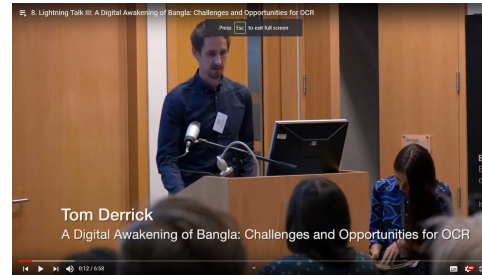 8. Lightning Talk III: A Digital Awakening of Bangla: Challenges and Opportunities for OCR
Press Esc to exit full screen
Tom Derrick
A Digital Awakening of Bangla: Challenges and Opportunities for OCR
0:12 / 6:58